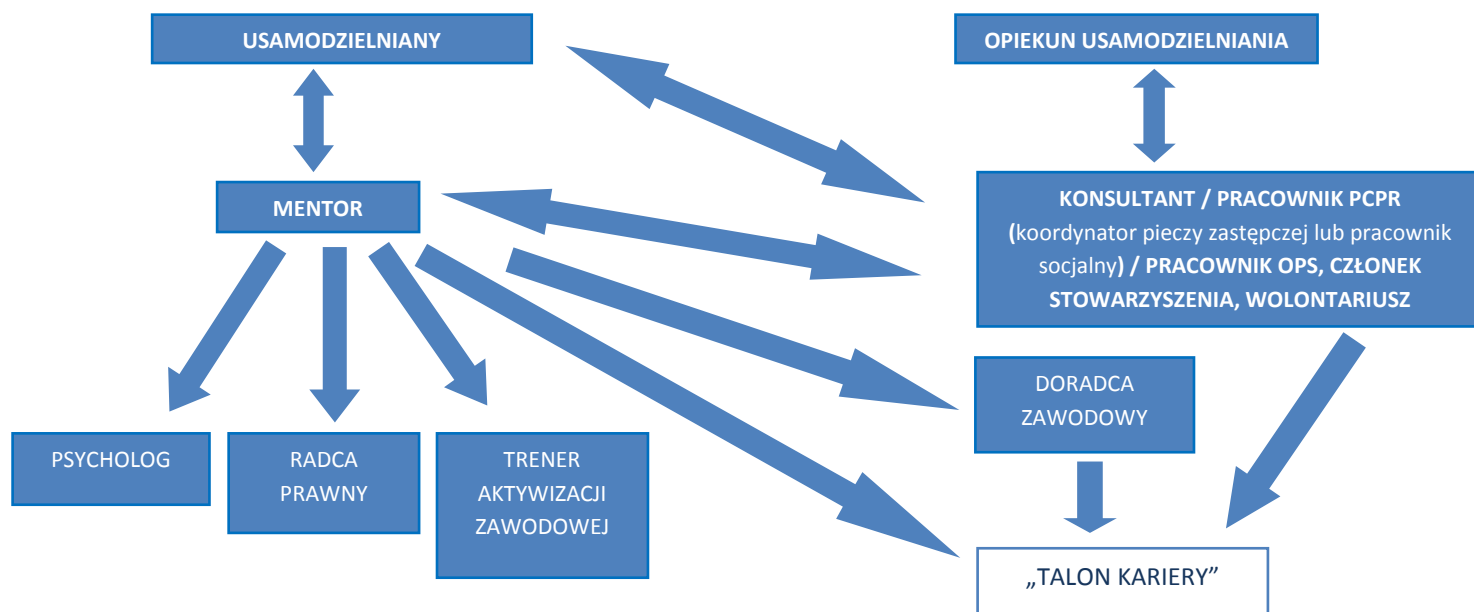 USAMODZIELNIANY
OPIEKUN USAMODZIELNIANIA
MENTOR
KONSULTANT / PRACOWNIK PCPR
(koordynator pieczy zastępczej lub pracownik
socjalny) / PRACOWNIK OPS, CZŁONEK
STOWARZYSZENIA, WOLONTARIUSZ
DORADCA
ZAWODOWY
PSYCHOLOG
RADCA
PRAWNY
TRENER
AKTYWIZACJI
ZAWODOWEJ
„TALON KARIERY”